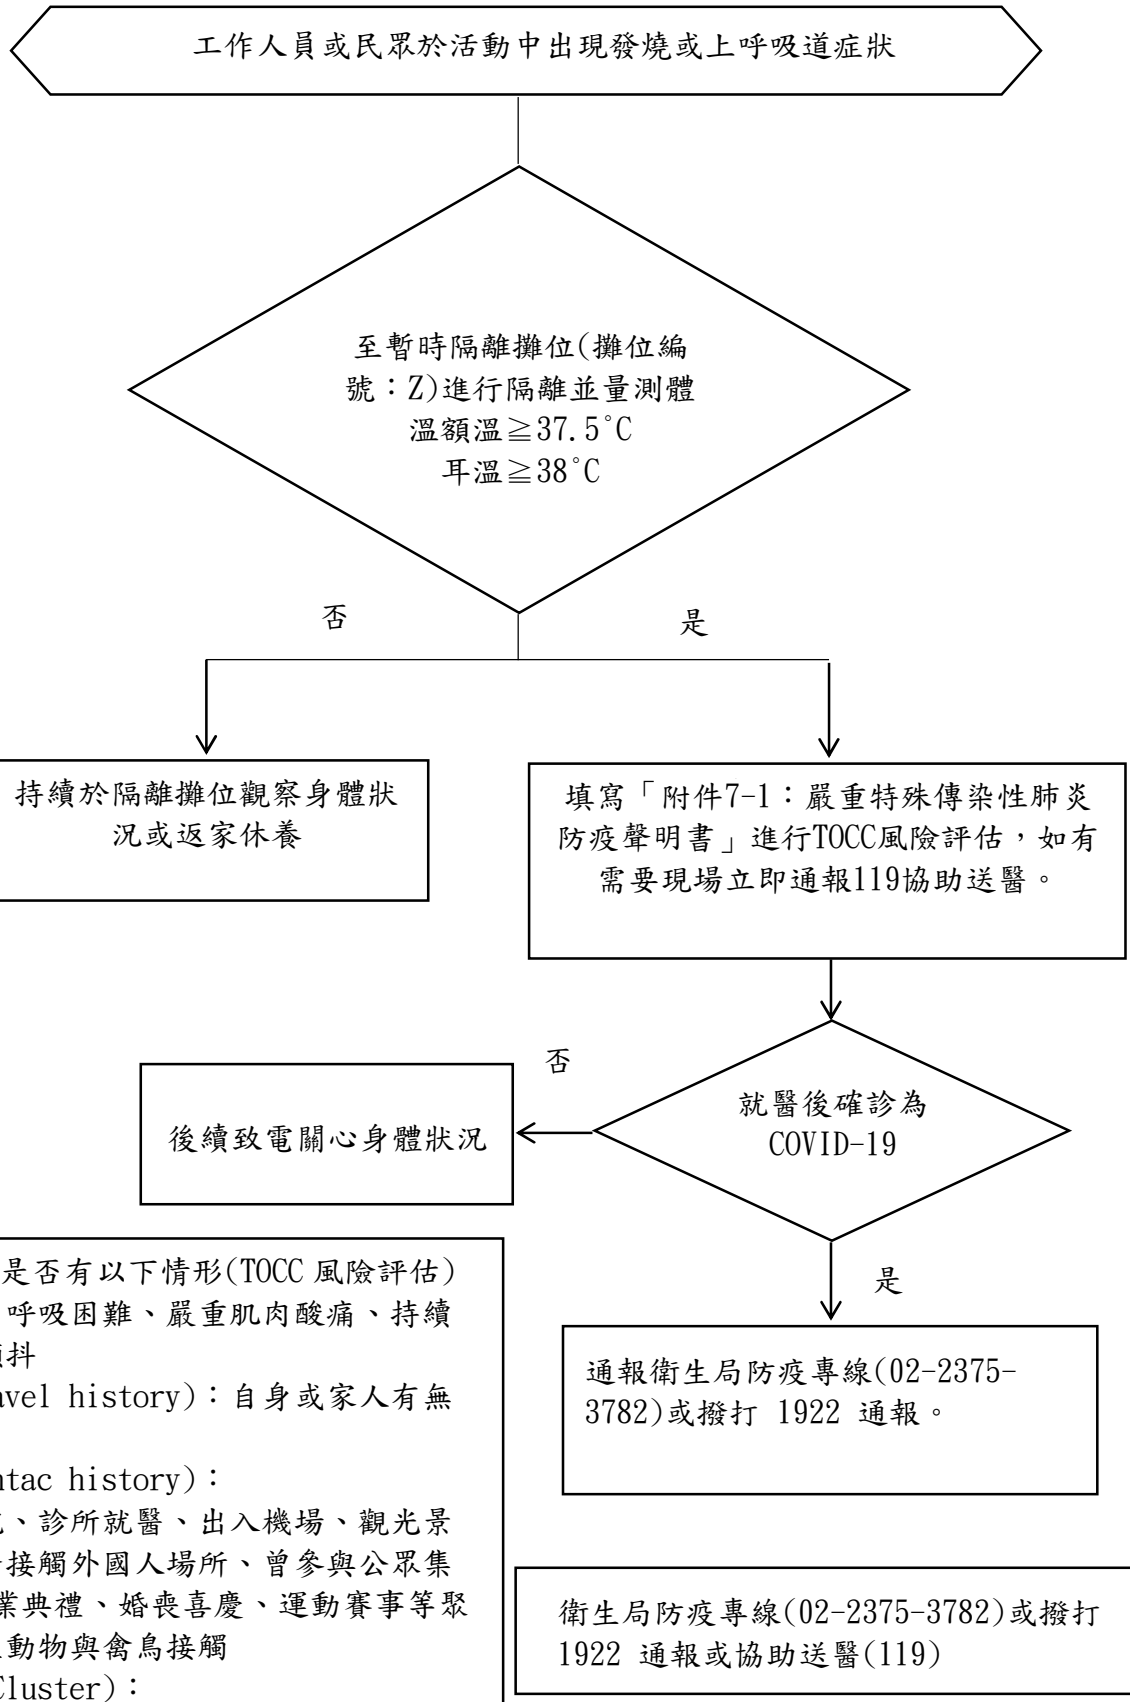 工作人員或民眾於活動中出現發燒或上呼吸道症狀
至暫時隔離攤位(攤位編
號：Z)進行隔離並量測體
溫額溫≧37.5°C
耳溫≧38°C
否
是
持續於隔離攤位觀察身體狀
況或返家休養
填寫「附件7-1：嚴重特殊傳染性肺炎
防疫聲明書」進行TOCC風險評估，如有
需要現場立即通報119協助送醫。
否
就醫後確診為
COVID-19
後續致電關心身體狀況
是
通報衛生局防疫專線(02-2375-
3782)或撥打 1922 通報。
是否有以下情形(TOCC 風險評估)
呼吸困難、嚴重肌肉酸痛、持續
抖
avel history)：自身或家人有無
ntac history)：
、診所就醫、出入機場、觀光景
接觸外國人場所、曾參與公眾集
業典禮、婚喪喜慶、運動賽事等聚
動物與禽鳥接觸
Cluster)：
衛生局防疫專線(02-2375-3782)或撥打
1922 通報或協助送醫(119)